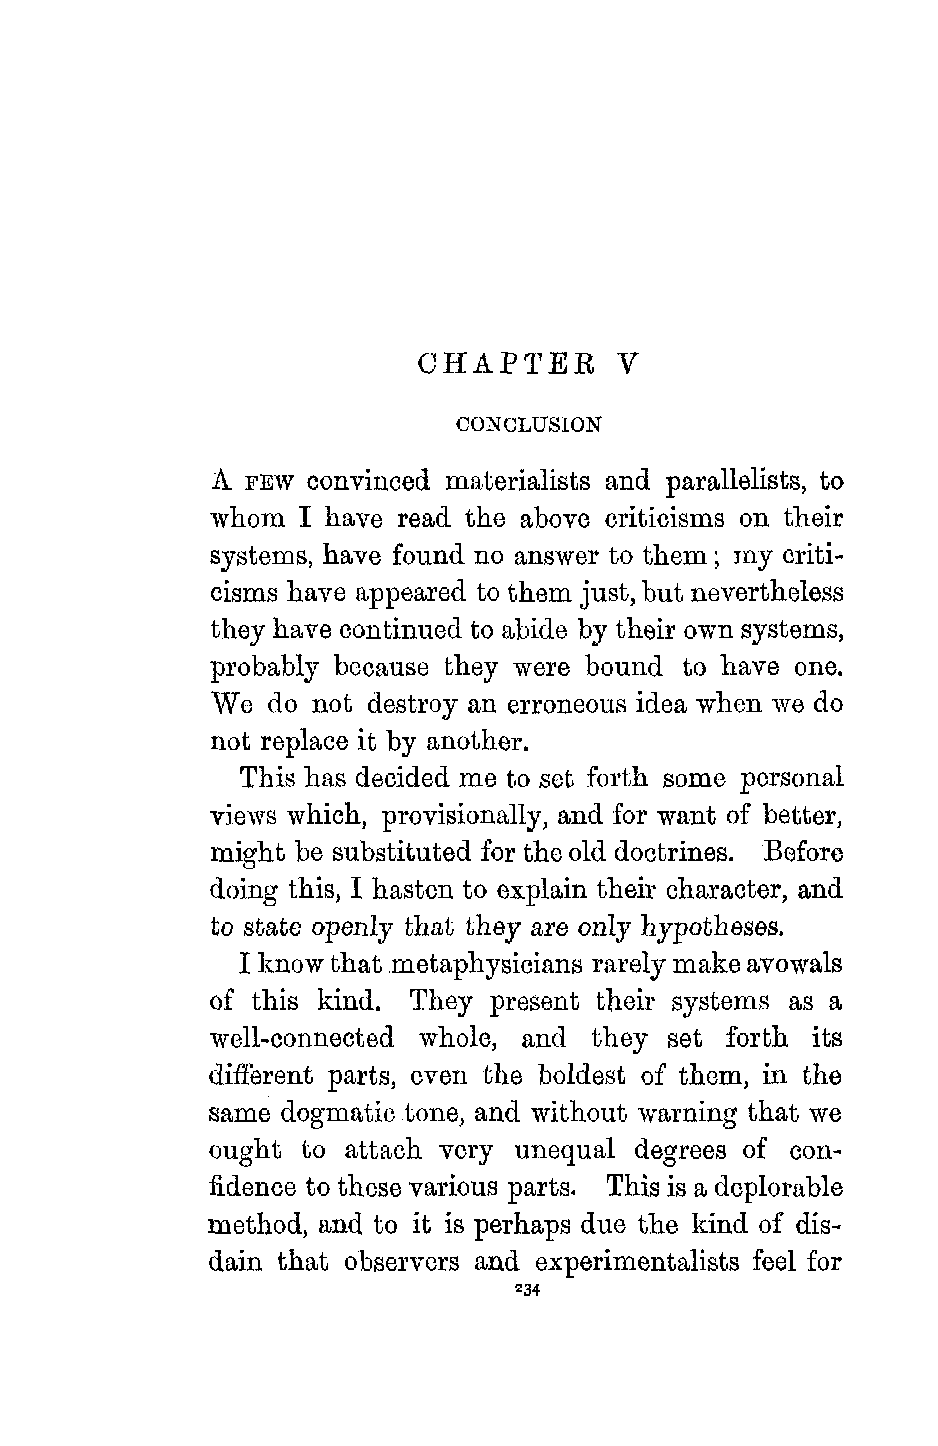 CHAPTER V
CONCLUSION
A FEW convinced materialists and parallelists, to
whom I have read the above criticisms on their
systems, have found no answer to them; my criti-
cisms have appeared to them just, but nevertheless
they have continued to abide by their own systems,
probably because they were bound to have one.
We do not destroy an erroneous idea when we do
not replace it by another.
This has decided me to set forth some personal
views which, provisionally, and for want of better,
might be substituted for the old doctrines. Before
doing this, I hasten to explain their character, and
to state openly that they are only hypotheses.
I know that metaphysicians rarely make avowals
of this kind. They present their systems as a
well-connected whole, and they set forth its
different parts, even the boldest of them, in the
same dogmatic tone, and without warning that we
ought to attach very unequal degrees of con-
fidence to these various parts. This is a deplorable
method, and to it is perhaps due the kind of dis-
dain that observers and experimentalists feel for
234